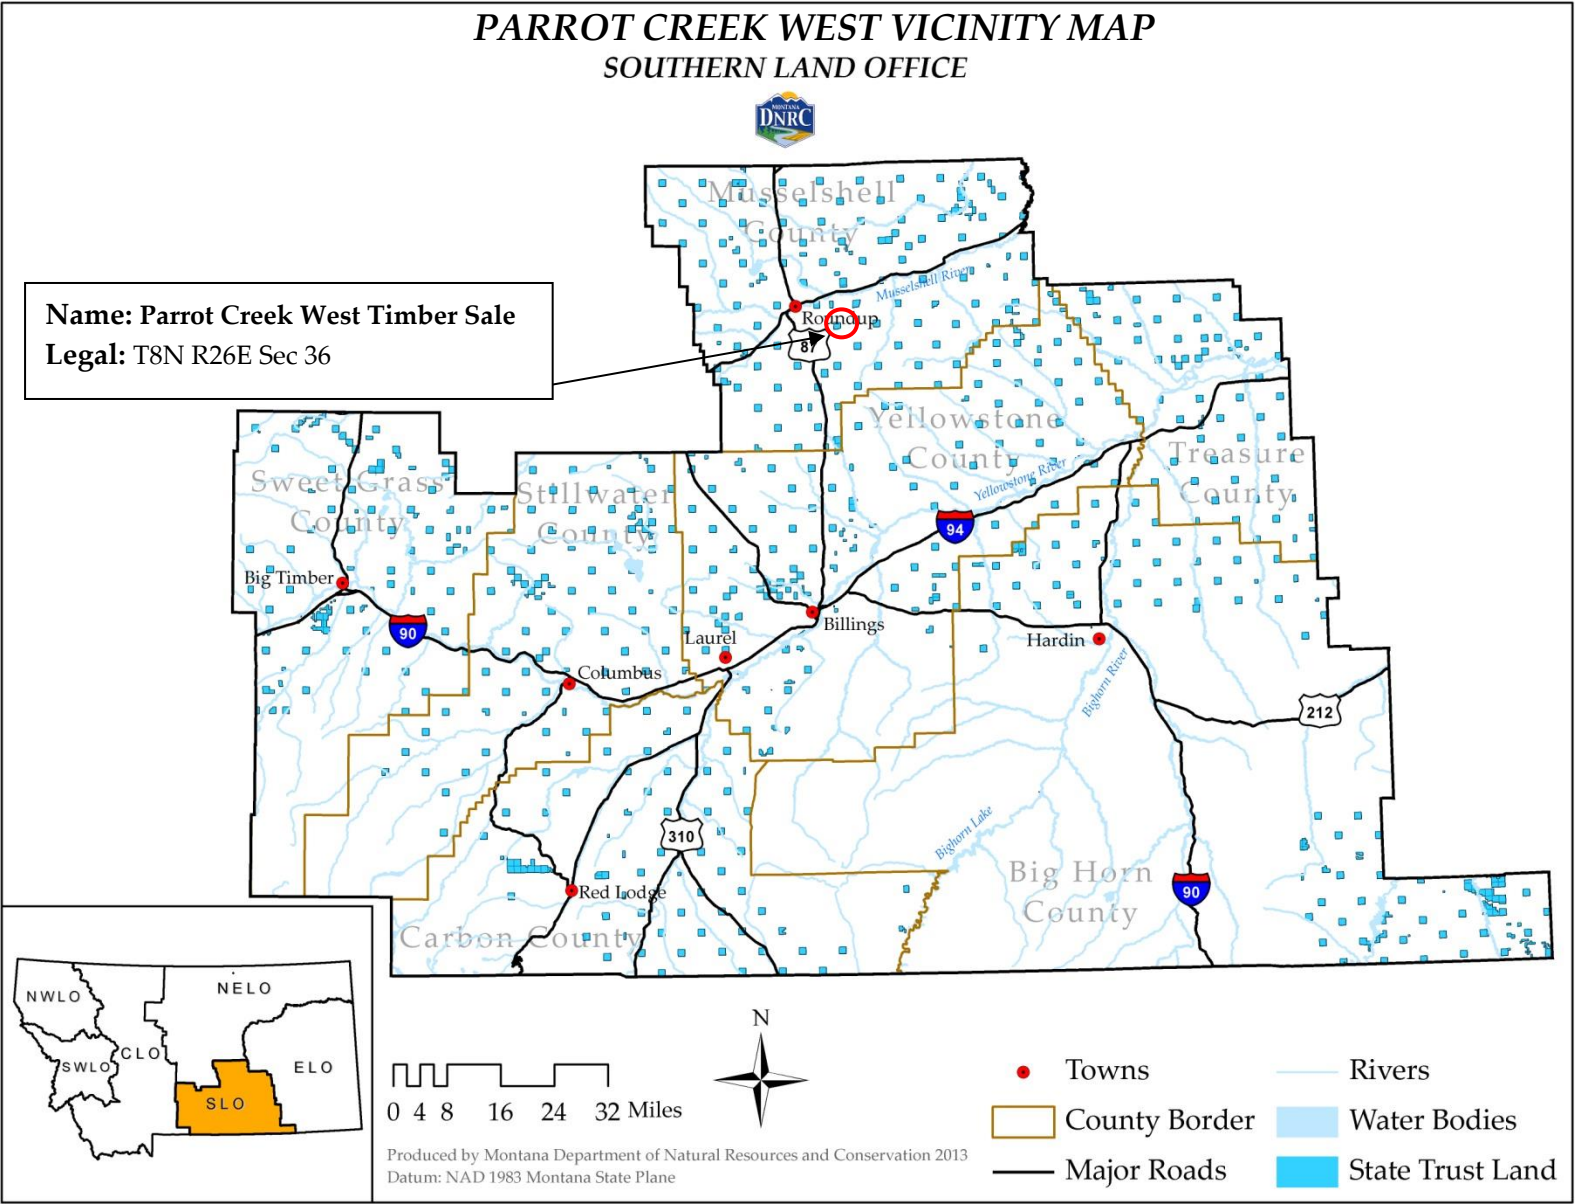 PARROT CREEK WEST VICINITY MAP
SOUTHERN LAND OFFICE
MONTANA
DNRC
Musselshell
County
Musselshell River
Name: Parrot Creek West Timber Sale
Legal: T8N R26E Sec 36
Roundup
87
Yellowstone
County
Yellowstone River
Treasure
County
Sweet Grass
County
Stillwater
County
94
Big Timber
90
Billings
Laurel
Hardin
Columbus
Bighorn River
212
310
Bighorn Lake
Big Horn
County
90
Red Lodge
Carbon County
NWLO
NELO
CLO
SWLO
ELO
SLO
N
0 4 8 16 24 32 Miles
Produced by Montana Department of Natural Resources and Conservation 2013
Datum: NAD 1983 Montana State Plane
Towns
Rivers
County Border
Water Bodies
Major Roads
State Trust Land